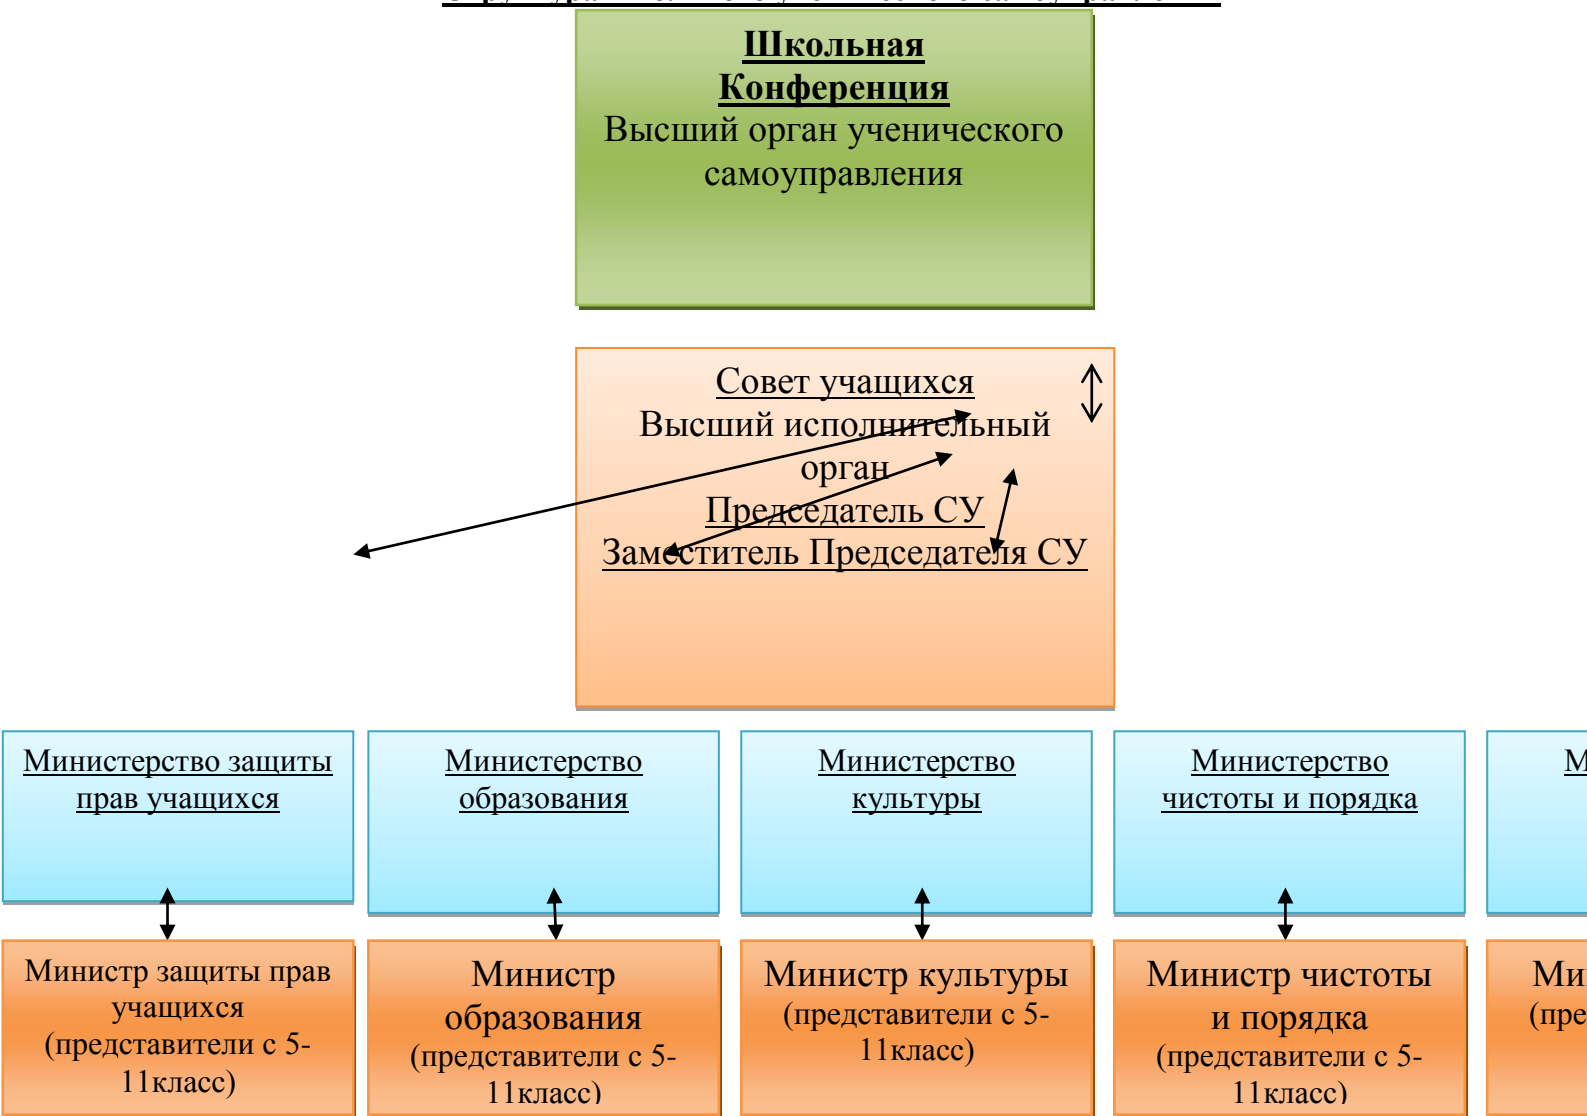 Школьная
Конференция
Высший орган ученического
самоуправления
Совет учащихся
Высший исполнительный
орган
Председатель СУ
Заместитель Председателя СУ
Министерство защиты
прав учащихся
Министерство
образования
Министерство
культуры
Министерство
чистоты и порядка
Министр защиты прав
учащихся
(представители с 5-
11класс)
Министр
образования
(представители с 5-
11класс)
Министр культуры
(представители с 5-
11класс)
Министр чистоты
и порядка
(представители с 5-
11класс)